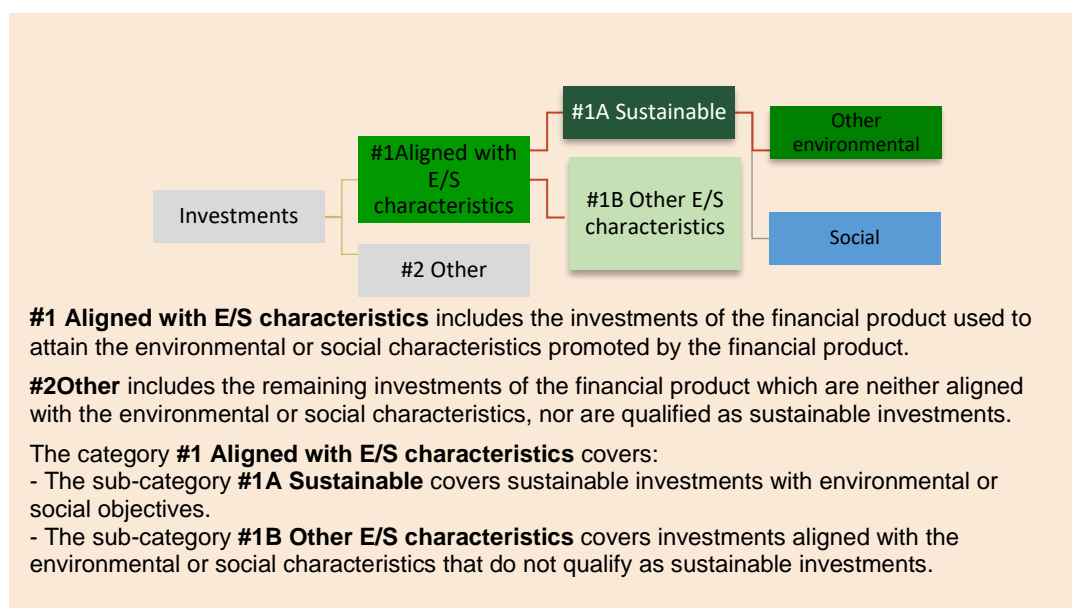 Investments
#1Aligned with
E/S
characteristics
#2 Other
#1A Sustainable
#1B Other E/S
characteristics
Other
environmental
Social
#1 Aligned with E/S characteristics includes the investments of the financial product used to
attain the environmental or social characteristics promoted by the financial product.
#2Other includes the remaining investments of the financial product which are neither aligned
with the environmental or social characteristics, nor are qualified as sustainable investments.
The category #1 Aligned with E/S characteristics covers:
- The sub-category #1A Sustainable covers sustainable investments with environmental or
social objectives.
- The sub-category #1B Other E/S characteristics covers investments aligned with the
environmental or social characteristics that do not qualify as sustainable investments.